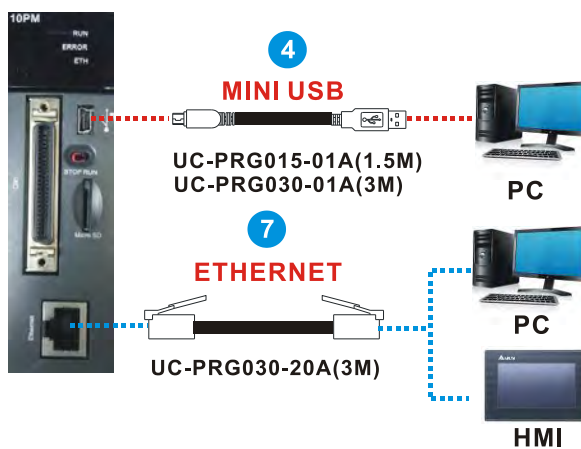 10PM
RUN
ERROR
ETH
4
MINI USB
UC-PRG015-01A(1.5M)
UC-PRG030-01A(3M)
PC
STOP RUN
Micro SD
7
ETHERNET
Ethernet
UC-PRG030-20A(3M)
PC
HMI